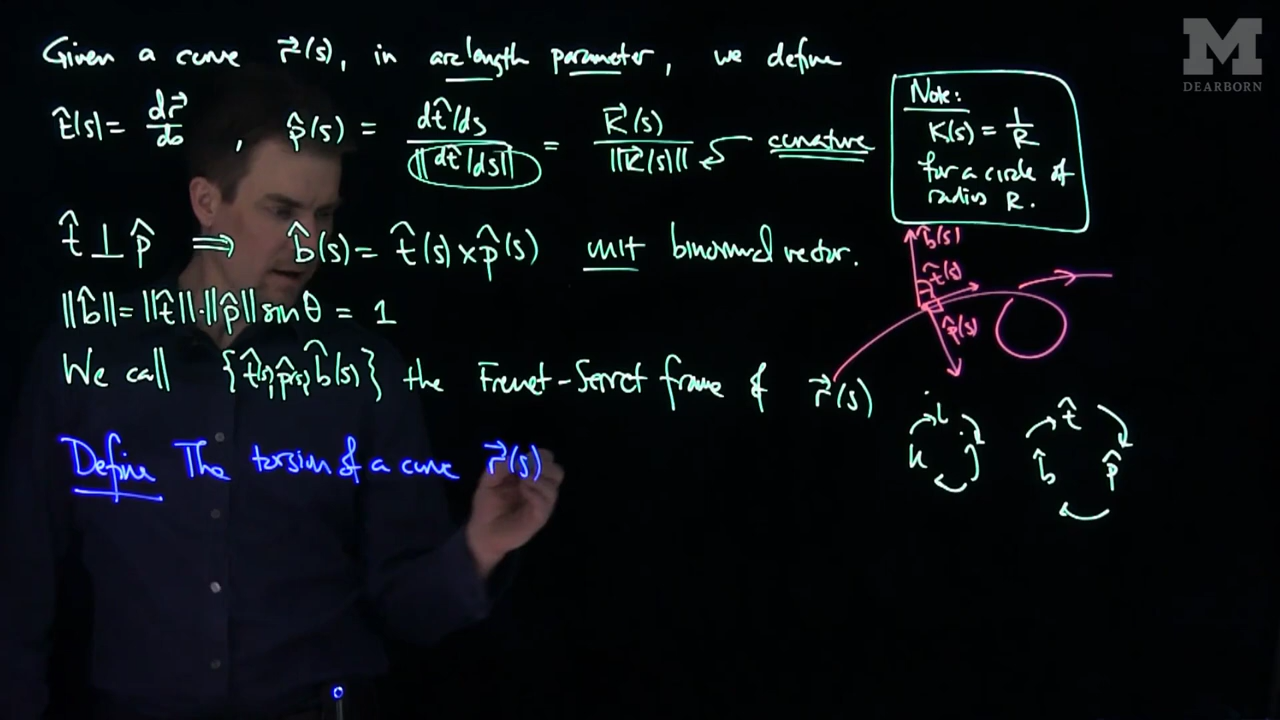 Given a curve r⃗(s), in arclength parameter, we define
t̂(s) = dr⃗/ds , p̂(s) = (dt̂/ds)/(||dt̂/ds||) = K⃗(s)/||K⃗(s)|| curvature
t̂ ⊥ p̂ ⟹ b̂(s) = t̂(s) × p̂(s) unit binormal vector.
||b̂|| = ||t̂||·||p̂|| sin θ = 1
We call {t̂(s), p̂(s), b̂(s)} the Frenet-Serret frame of r⃗(s)
Define The torsion of a curve r⃗(s)
M
DEARBORN
Note:
K(s) = 1/R
for a circle of
radius R.
b̂(s)
t̂(s)
p̂(s)
i
k j
t̂
b̂ p̂